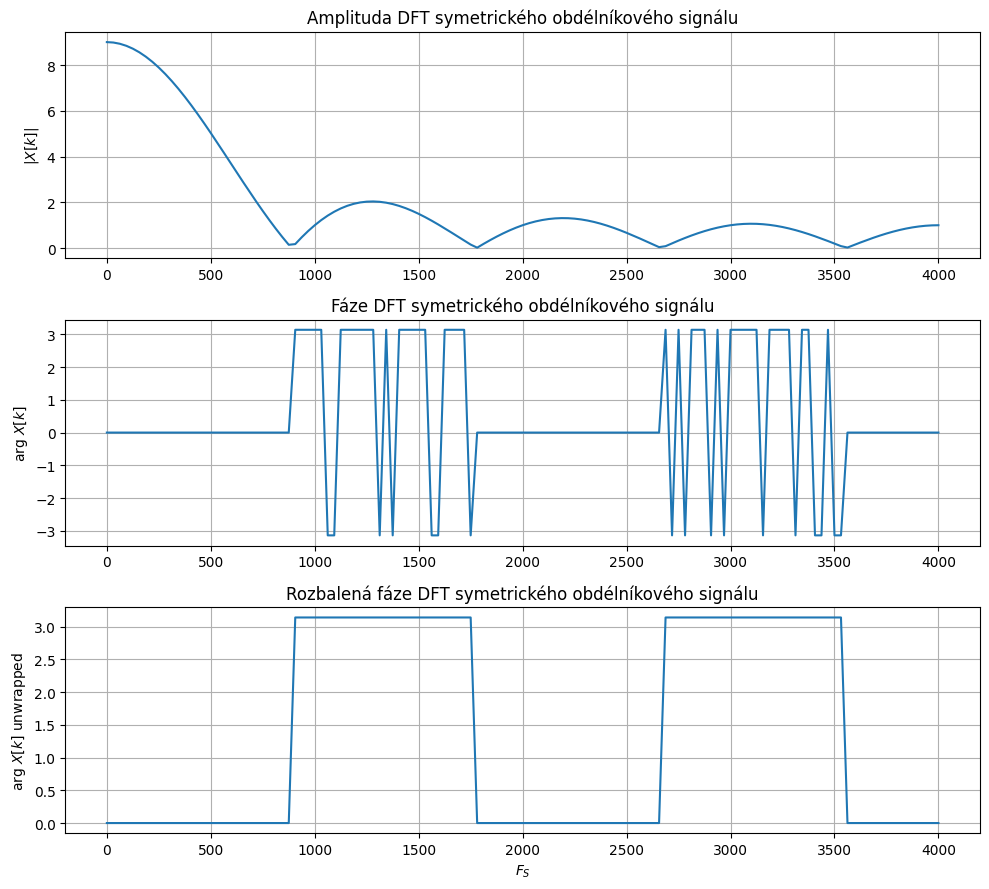 Amplituda DFT symetrického obdélníkového signálu
|X[k]|
8
6
4
2
0
0 500 1000 1500 2000 2500 3000 3500 4000
Fáze DFT symetrického obdélníkového signálu
arg X[k]
3
2
1
0
−1
−2
−3
0 500 1000 1500 2000 2500 3000 3500 4000
Rozbalená fáze DFT symetrického obdélníkového signálu
arg X[k] unwrapped
3.0
2.5
2.0
1.5
1.0
0.5
0.0
0 500 1000 1500 2000 2500 3000 3500 4000
F_S